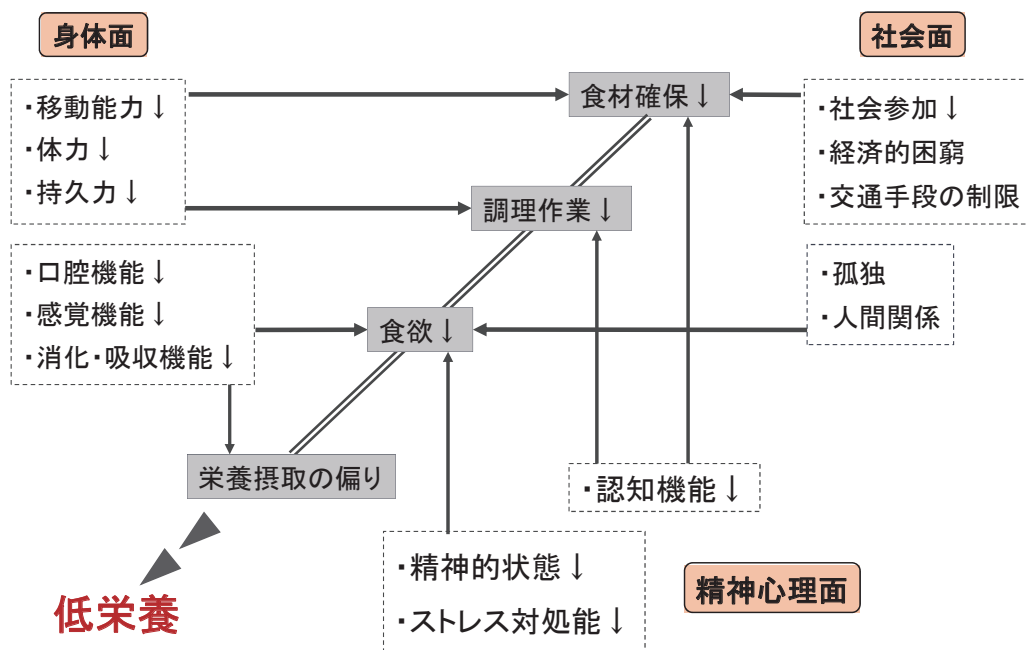 身体面
社会面
・移動能力↓
・体力↓
・持久力↓
食材確保↓
・社会参加↓
・経済的困窮
・交通手段の制限
調理作業↓
・口腔機能↓
・感覚機能↓
・消化・吸収機能↓
食欲↓
・孤独
・人間関係
栄養摂取の偏り
・認知機能↓
・精神的状態↓
・ストレス対処能↓
精神心理面
低栄養